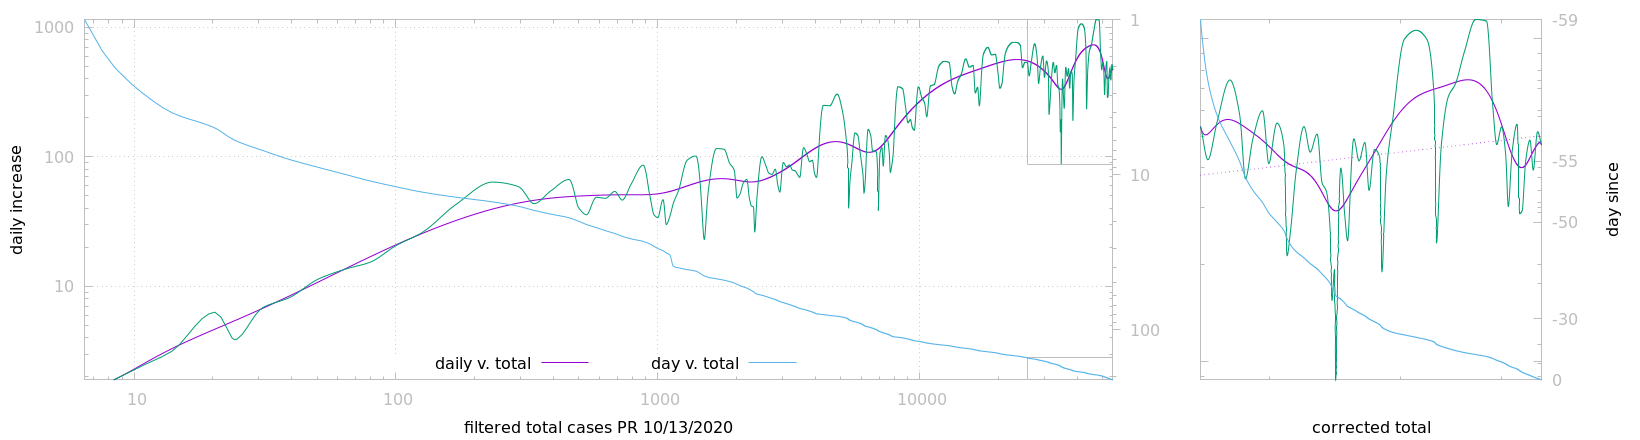 1000
100
10
daily increase
1
10
100
-59
-55
-50
-30
0
day since
daily v. total
day v. total
10
100
1000
10000
filtered total cases PR 10/13/2020
corrected total